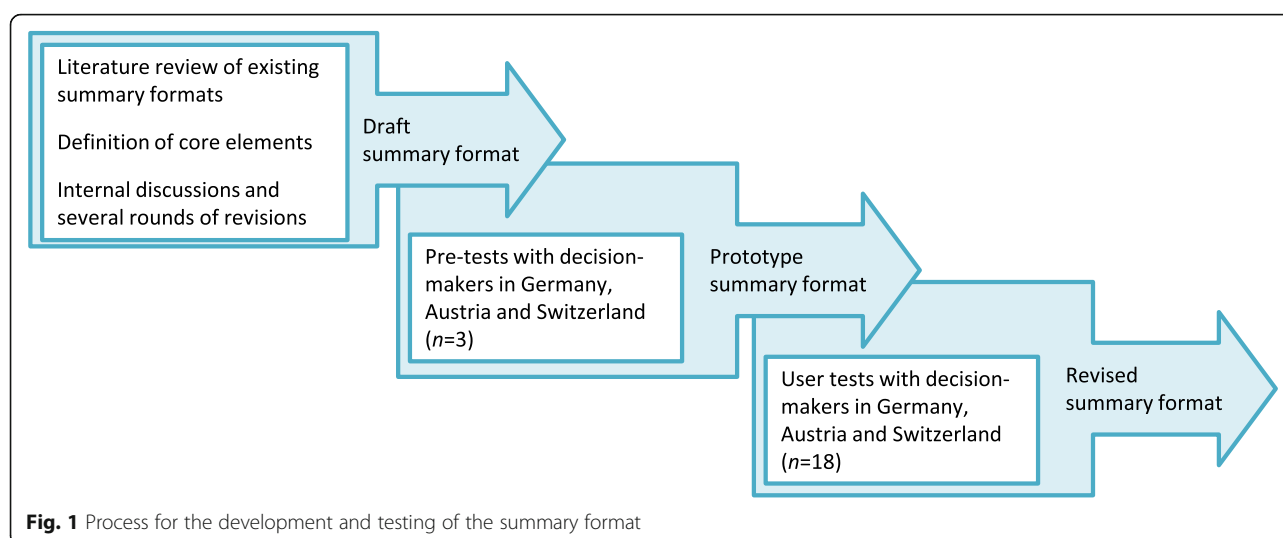 Literature review of existing
summary formats
Definition of core elements
Internal discussions and
several rounds of revisions
Draft
summary format
Pre-tests with decision-
makers in Germany,
Austria and Switzerland
(n=3)
Prototype
summary format
User tests with decision-
makers in Germany,
Austria and Switzerland
(n=18)
Revised
summary format
Fig. 1 Process for the development and testing of the summary format